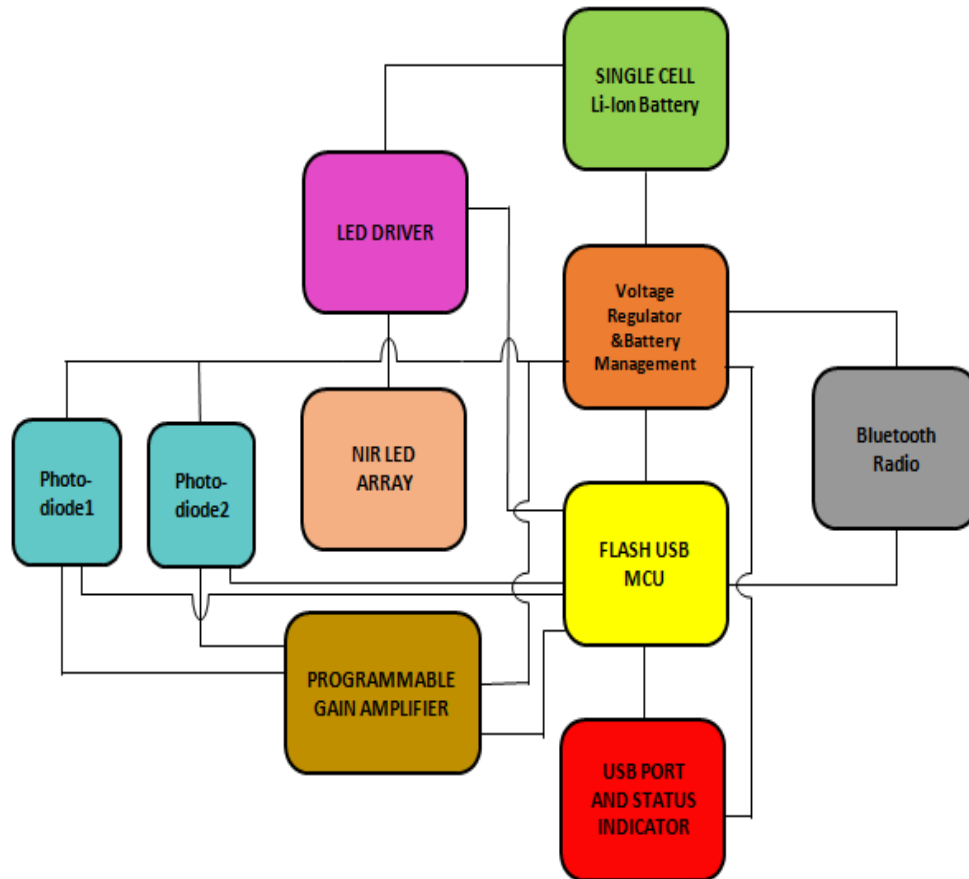 SINGLE CELL
Li-Ion Battery
LED DRIVER
Voltage
Regulator
&Battery
Management
Photo-
diode1
Photo-
diode2
NIR LED
ARRAY
Bluetooth
Radio
FLASH USB
MCU
PROGRAMMABLE
GAIN AMPLIFIER
USB PORT
AND STATUS
INDICATOR